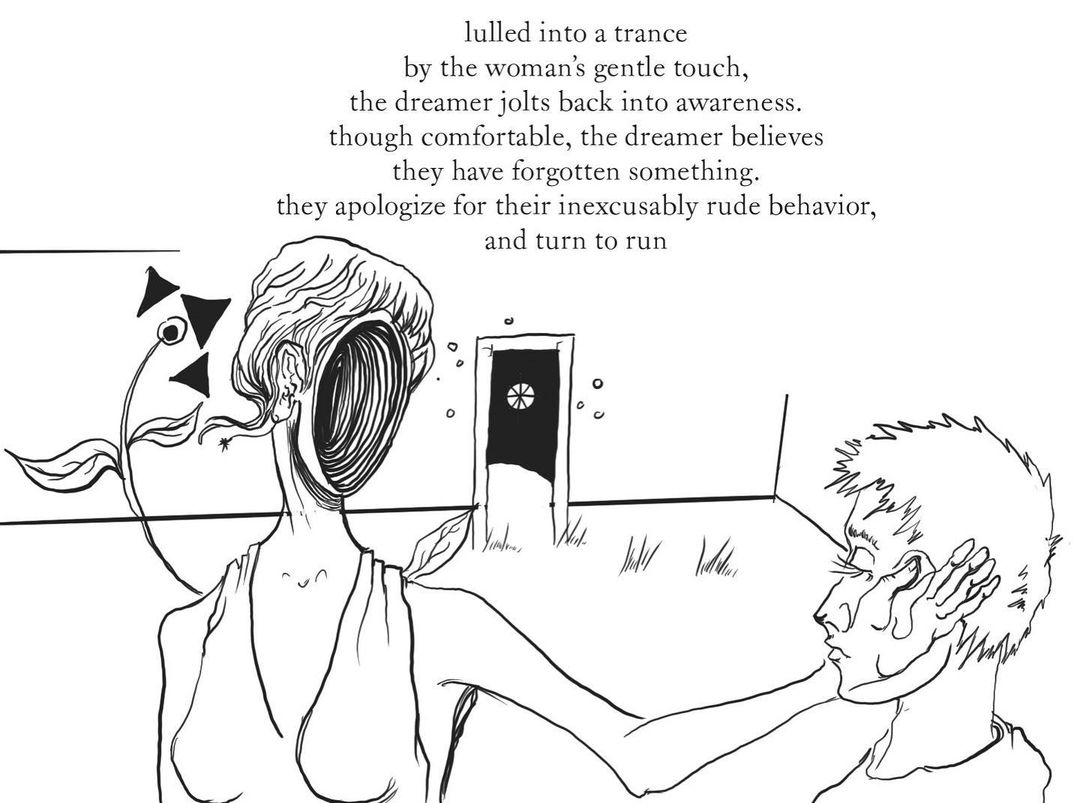 lulled into a trance
by the woman’s gentle touch,
the dreamer jolts back into awareness.
though comfortable, the dreamer believes
they have forgotten something.
they apologize for their inexcusably rude behavior,
and turn to run